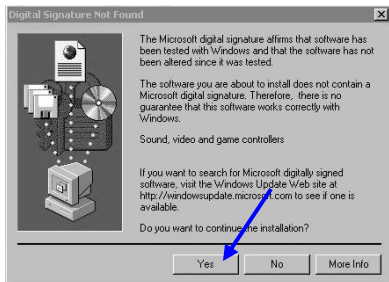 Digital Signature Not Found
The Microsoft digital signature affirms that software has
been tested with Windows and that the software has not
been altered since it was tested.
The software you are about to install does not contain a
Microsoft digital signature. Therefore, there is no
guarantee that this software works correctly with
Windows.
Sound, video and game controllers
If you want to search for Microsoft digitally signed
software, visit the Windows Update Web site at
http://windowsupdate.microsoft.com to see if one is
available.
Do you want to continue the installation?
Yes No More Info